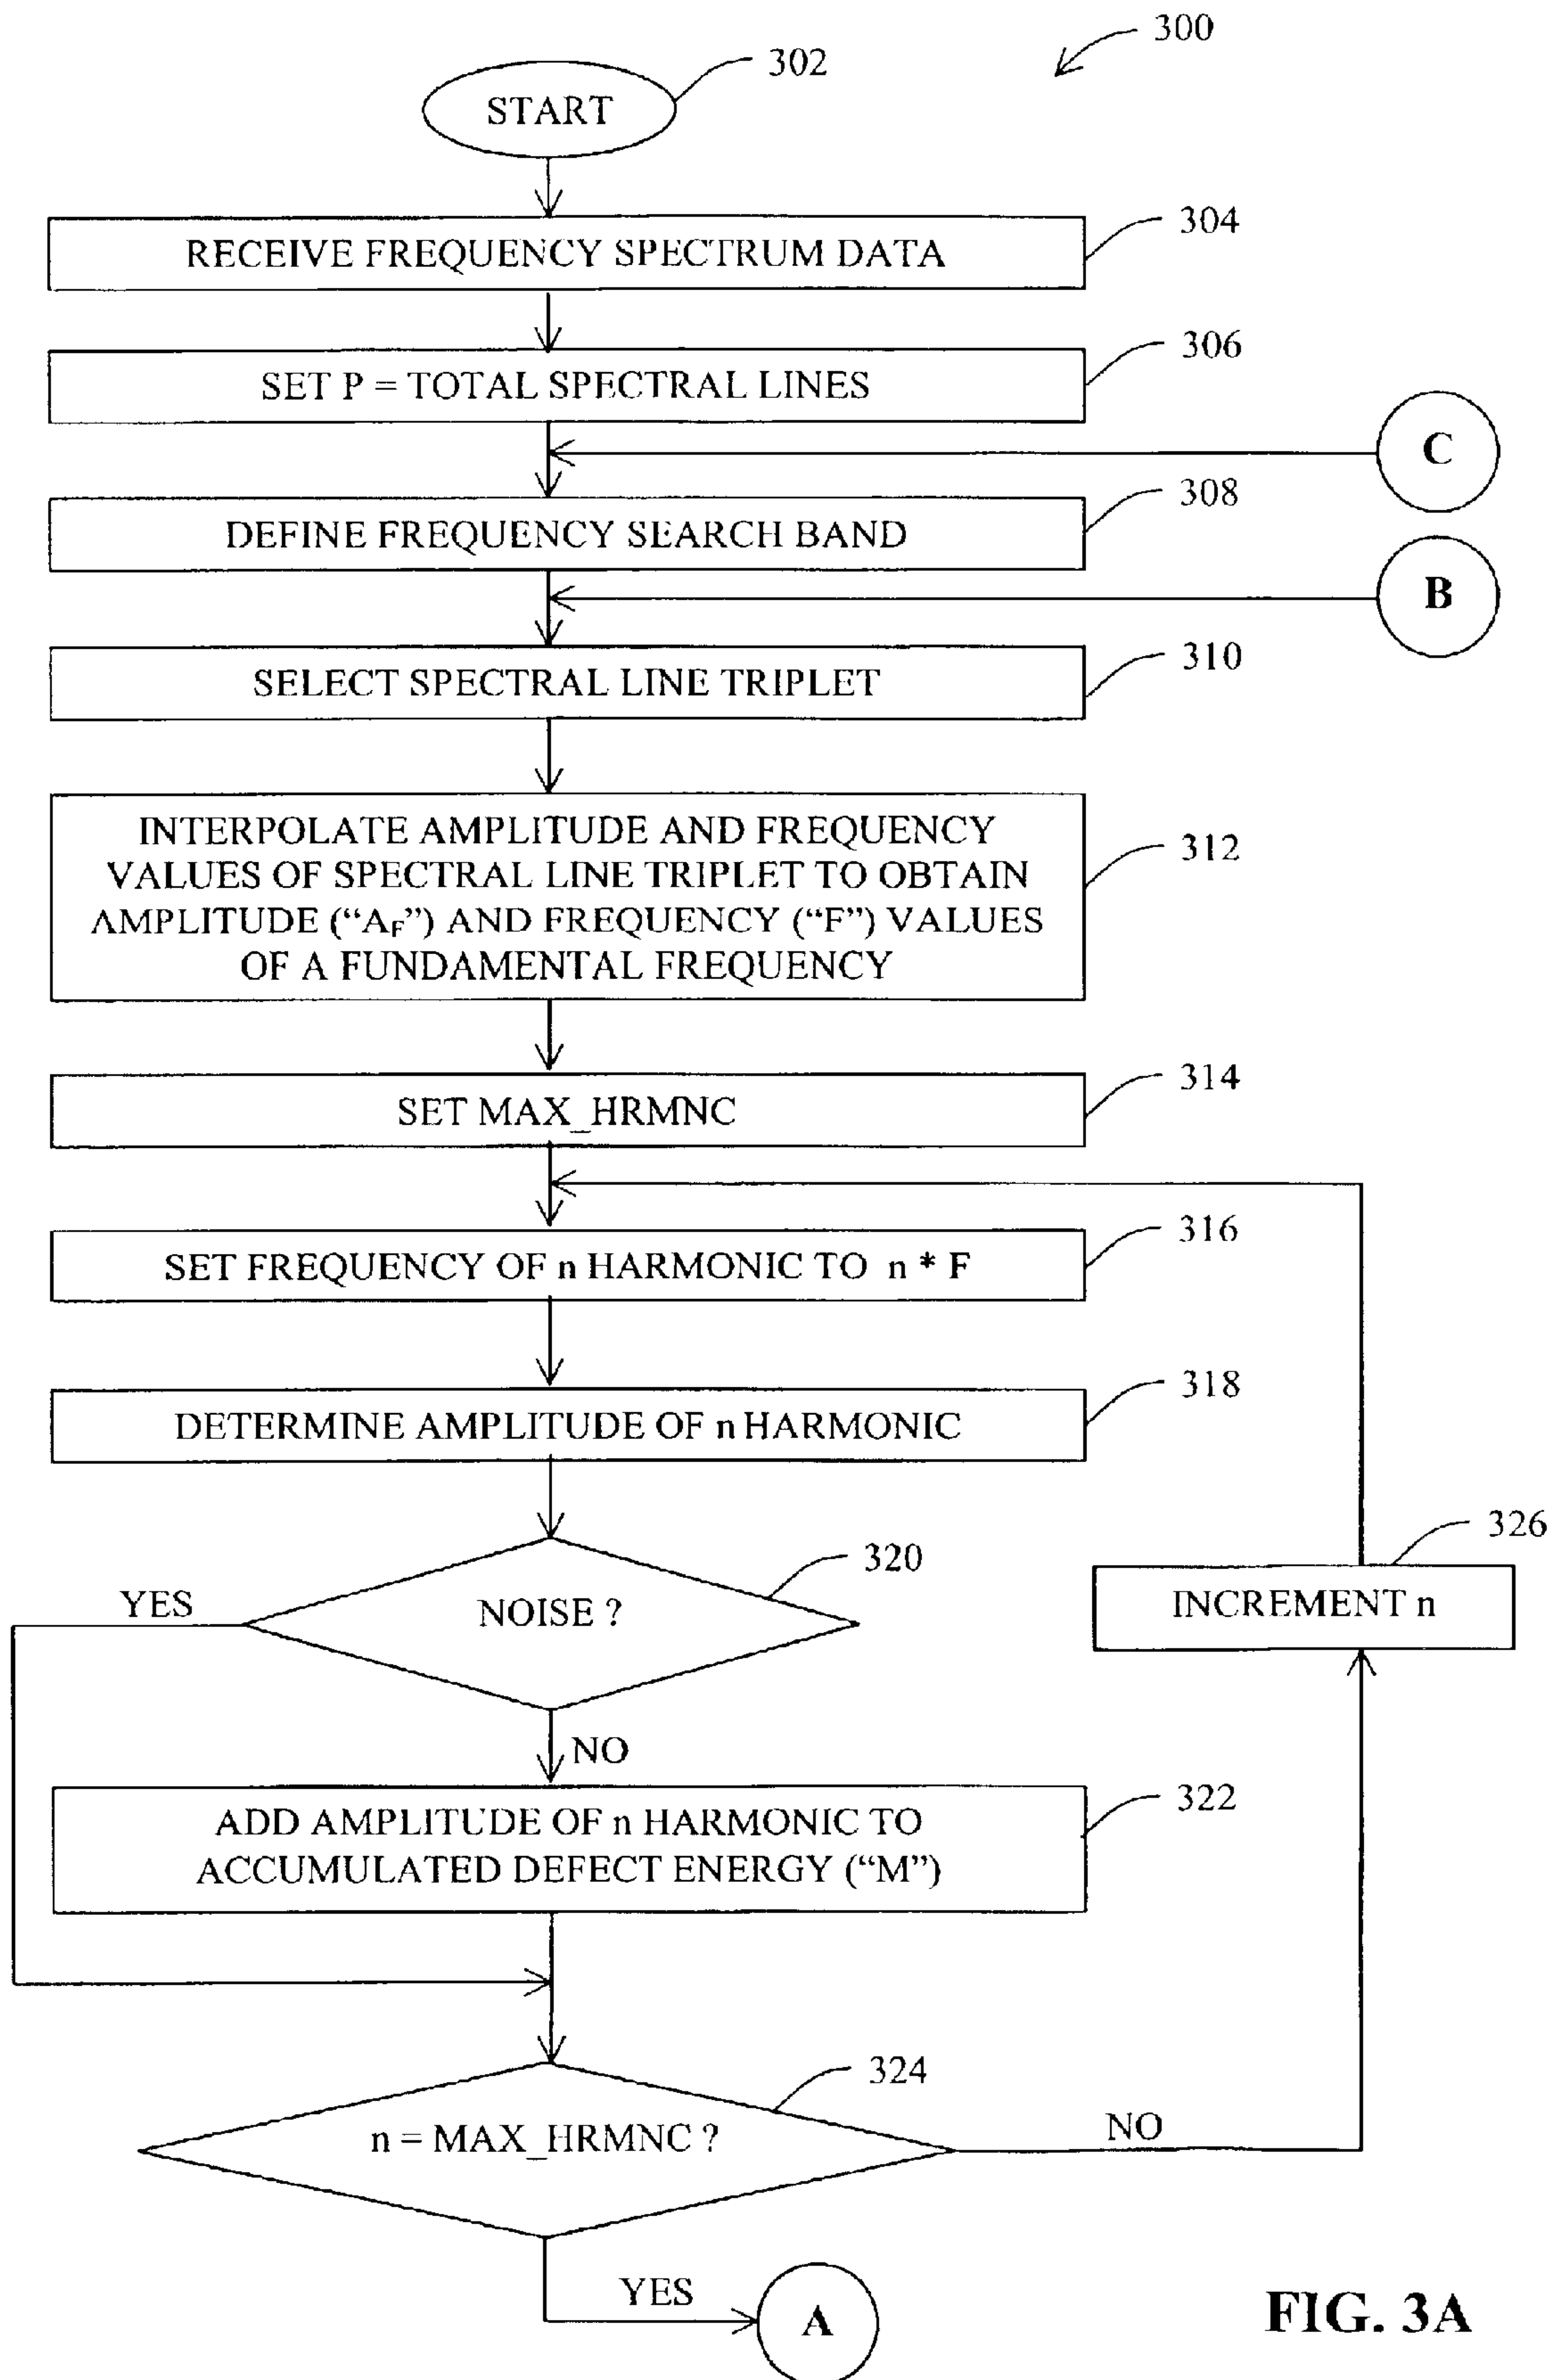 300
302
START
304
RECEIVE FREQUENCY SPECTRUM DATA
306
SET P = TOTAL SPECTRAL LINES
C
308
DEFINE FREQUENCY SEARCH BAND
B
310
SELECT SPECTRAL LINE TRIPLET
312
INTERPOLATE AMPLITUDE AND FREQUENCY
VALUES OF SPECTRAL LINE TRIPLET TO OBTAIN
AMPLITUDE (“AF”) AND FREQUENCY (“F”) VALUES
OF A FUNDAMENTAL FREQUENCY
314
SET MAX_HRMNC
316
SET FREQUENCY OF n HARMONIC TO n * F
318
DETERMINE AMPLITUDE OF n HARMONIC
320
NOISE ?
YES
326
INCREMENT n
NO
322
ADD AMPLITUDE OF n HARMONIC TO
ACCUMULATED DEFECT ENERGY (“M”)
324
n = MAX_HRMNC ?
NO
YES
A
FIG. 3A